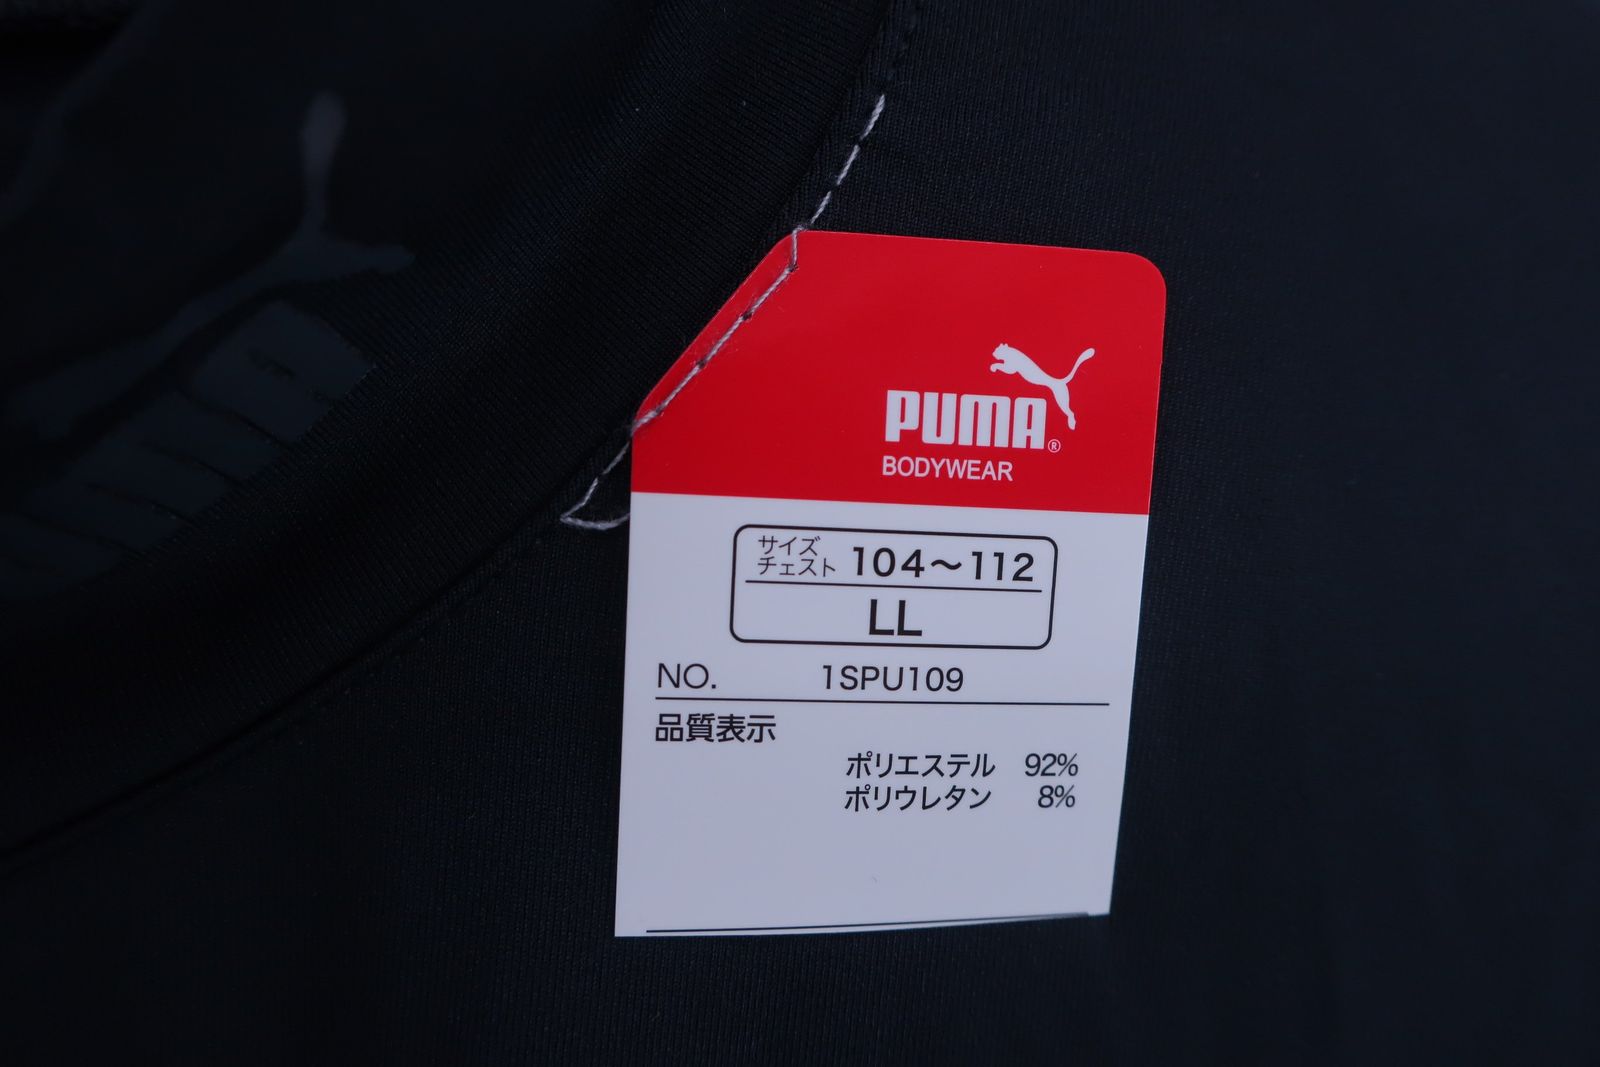 PUMA®
BODYWEAR
サイズ
チェスト 104～112
LL
NO. 1SPU109
品質表示
ポリエステル 92%
ポリウレタン 8%